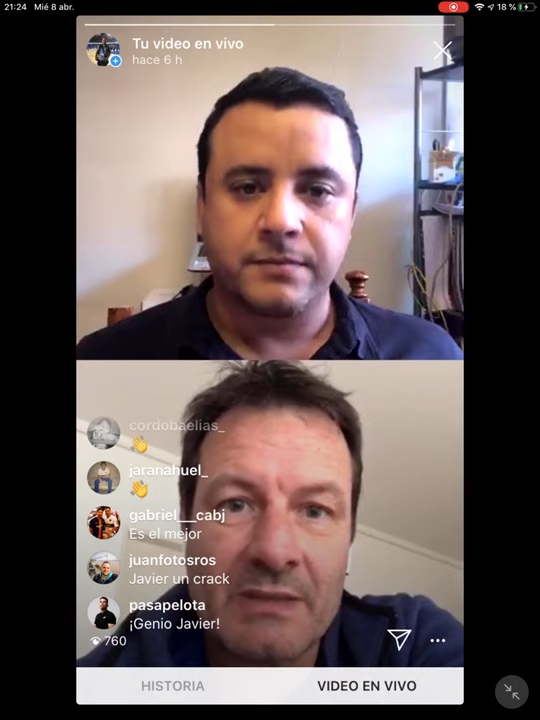 21:24 Mié 8 abr. 18 %
Tu video en vivo
hace 6 h
cordobaelias_
👏
jaranahuel_
👏
gabriel__cabj
Es el mejor
juanfotosros
Javier un crack
pasapelota
¡Genio Javier!
760
HISTORIA VIDEO EN VIVO